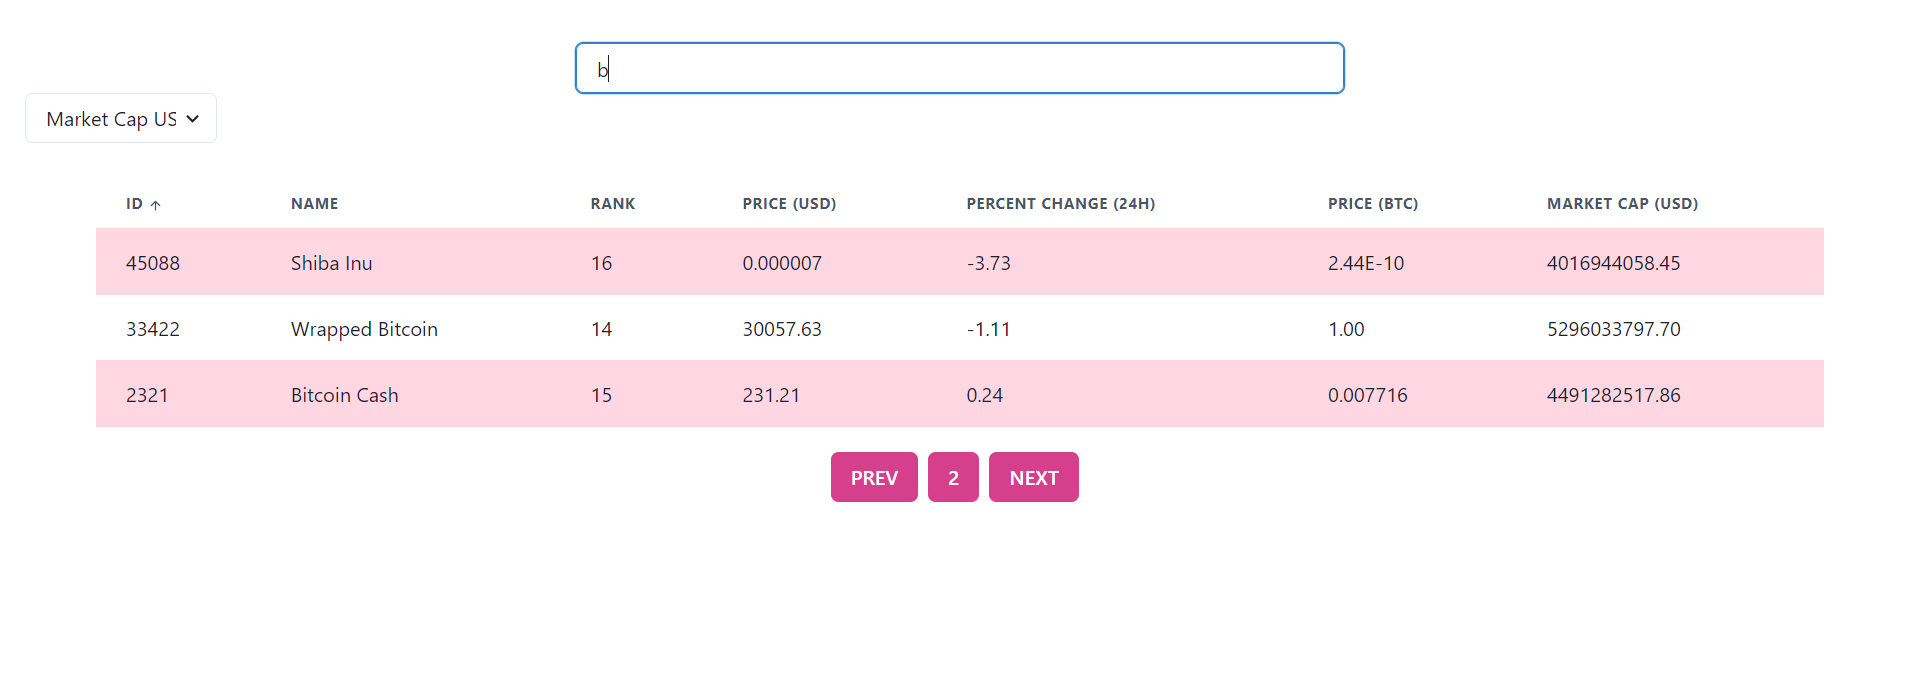 b
Market Cap US
ID ↑ NAME RANK PRICE (USD) PERCENT CHANGE (24H) PRICE (BTC) MARKET CAP (USD)
45088 Shiba Inu 16 0.000007 -3.73 2.44E-10 4016944058.45
33422 Wrapped Bitcoin 14 30057.63 -1.11 1.00 5296033797.70
2321 Bitcoin Cash 15 231.21 0.24 0.007716 4491282517.86
PREV 2 NEXT